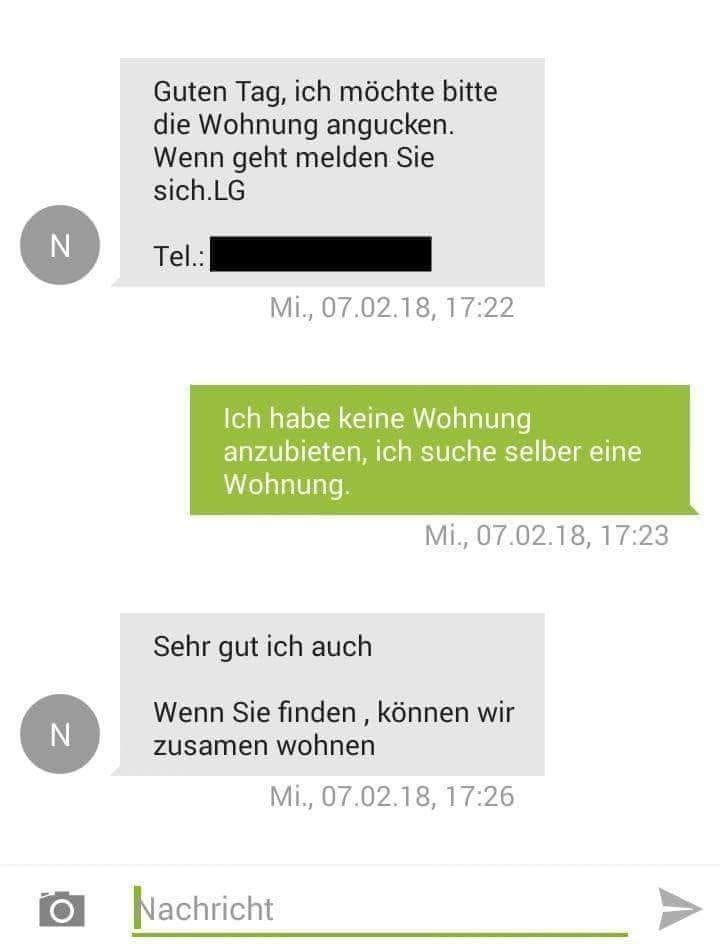 Guten Tag, ich möchte bitte
die Wohnung angucken.
Wenn geht melden Sie
sich.LG
N
Tel.:
Mi., 07.02.18, 17:22
Ich habe keine Wohnung
anzubieten, ich suche selber eine
Wohnung.
Mi., 07.02.18, 17:23
Sehr gut ich auch
Wenn Sie finden , können wir
N
zusamen wohnen
Mi., 07.02.18, 17:26
Nachricht